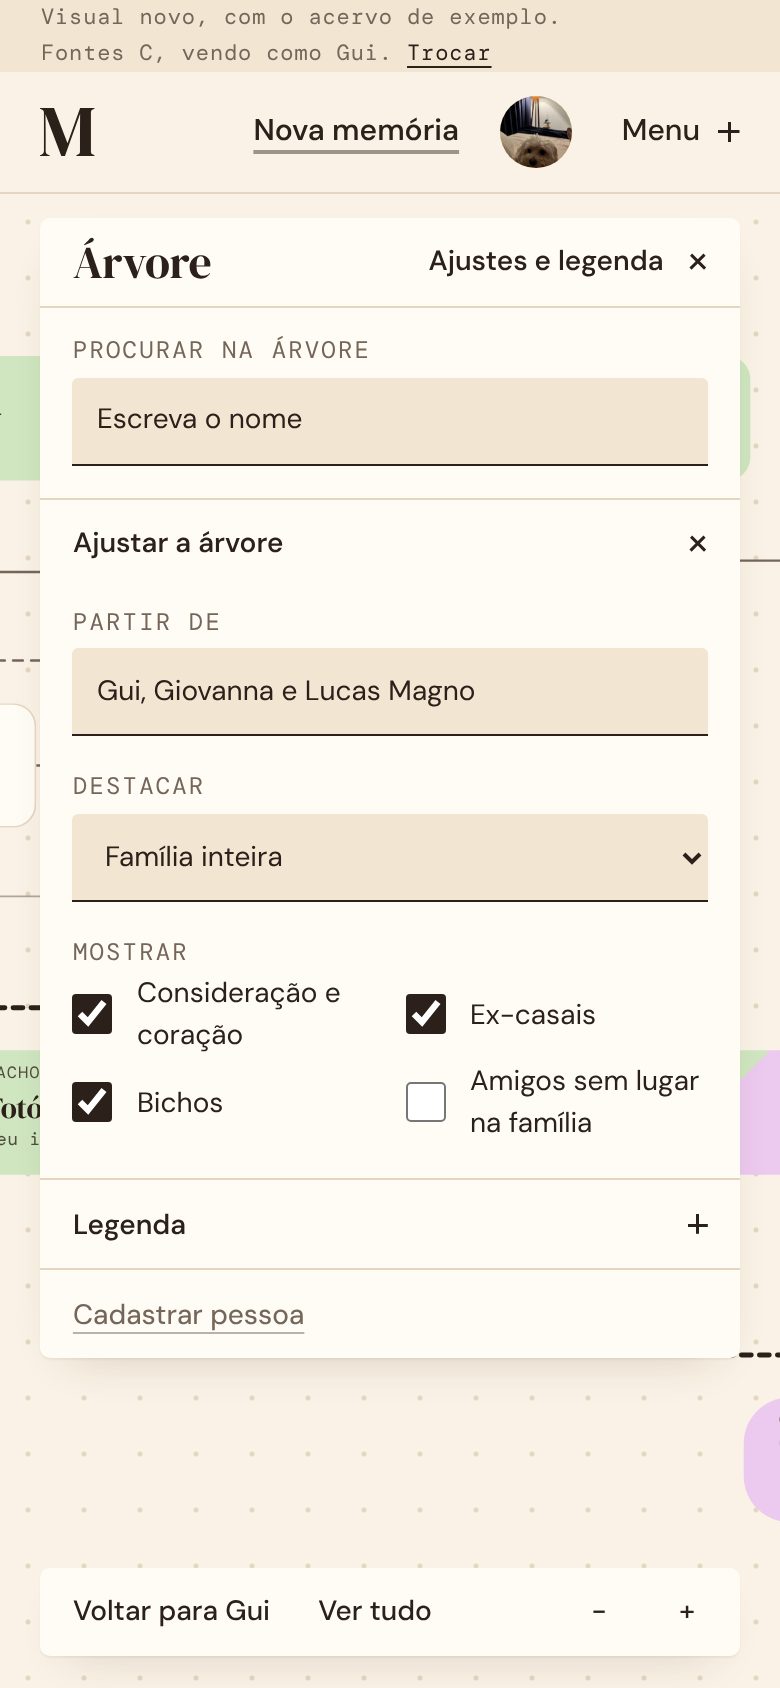 Visual novo, com o acervo de exemplo.
Fontes C, vendo como Gui. Trocar
M
Nova memória
Menu +
Árvore
Ajustes e legenda ×
PROCURAR NA ÁRVORE
Escreva o nome
Ajustar a árvore ×
PARTIR DE
Gui, Giovanna e Lucas Magno
DESTACAR
Família inteira
MOSTRAR
Consideração e
coração
Ex-casais
Bichos
Amigos sem lugar
na família
Legenda +
Cadastrar pessoa
Voltar para Gui
Ver tudo
- +